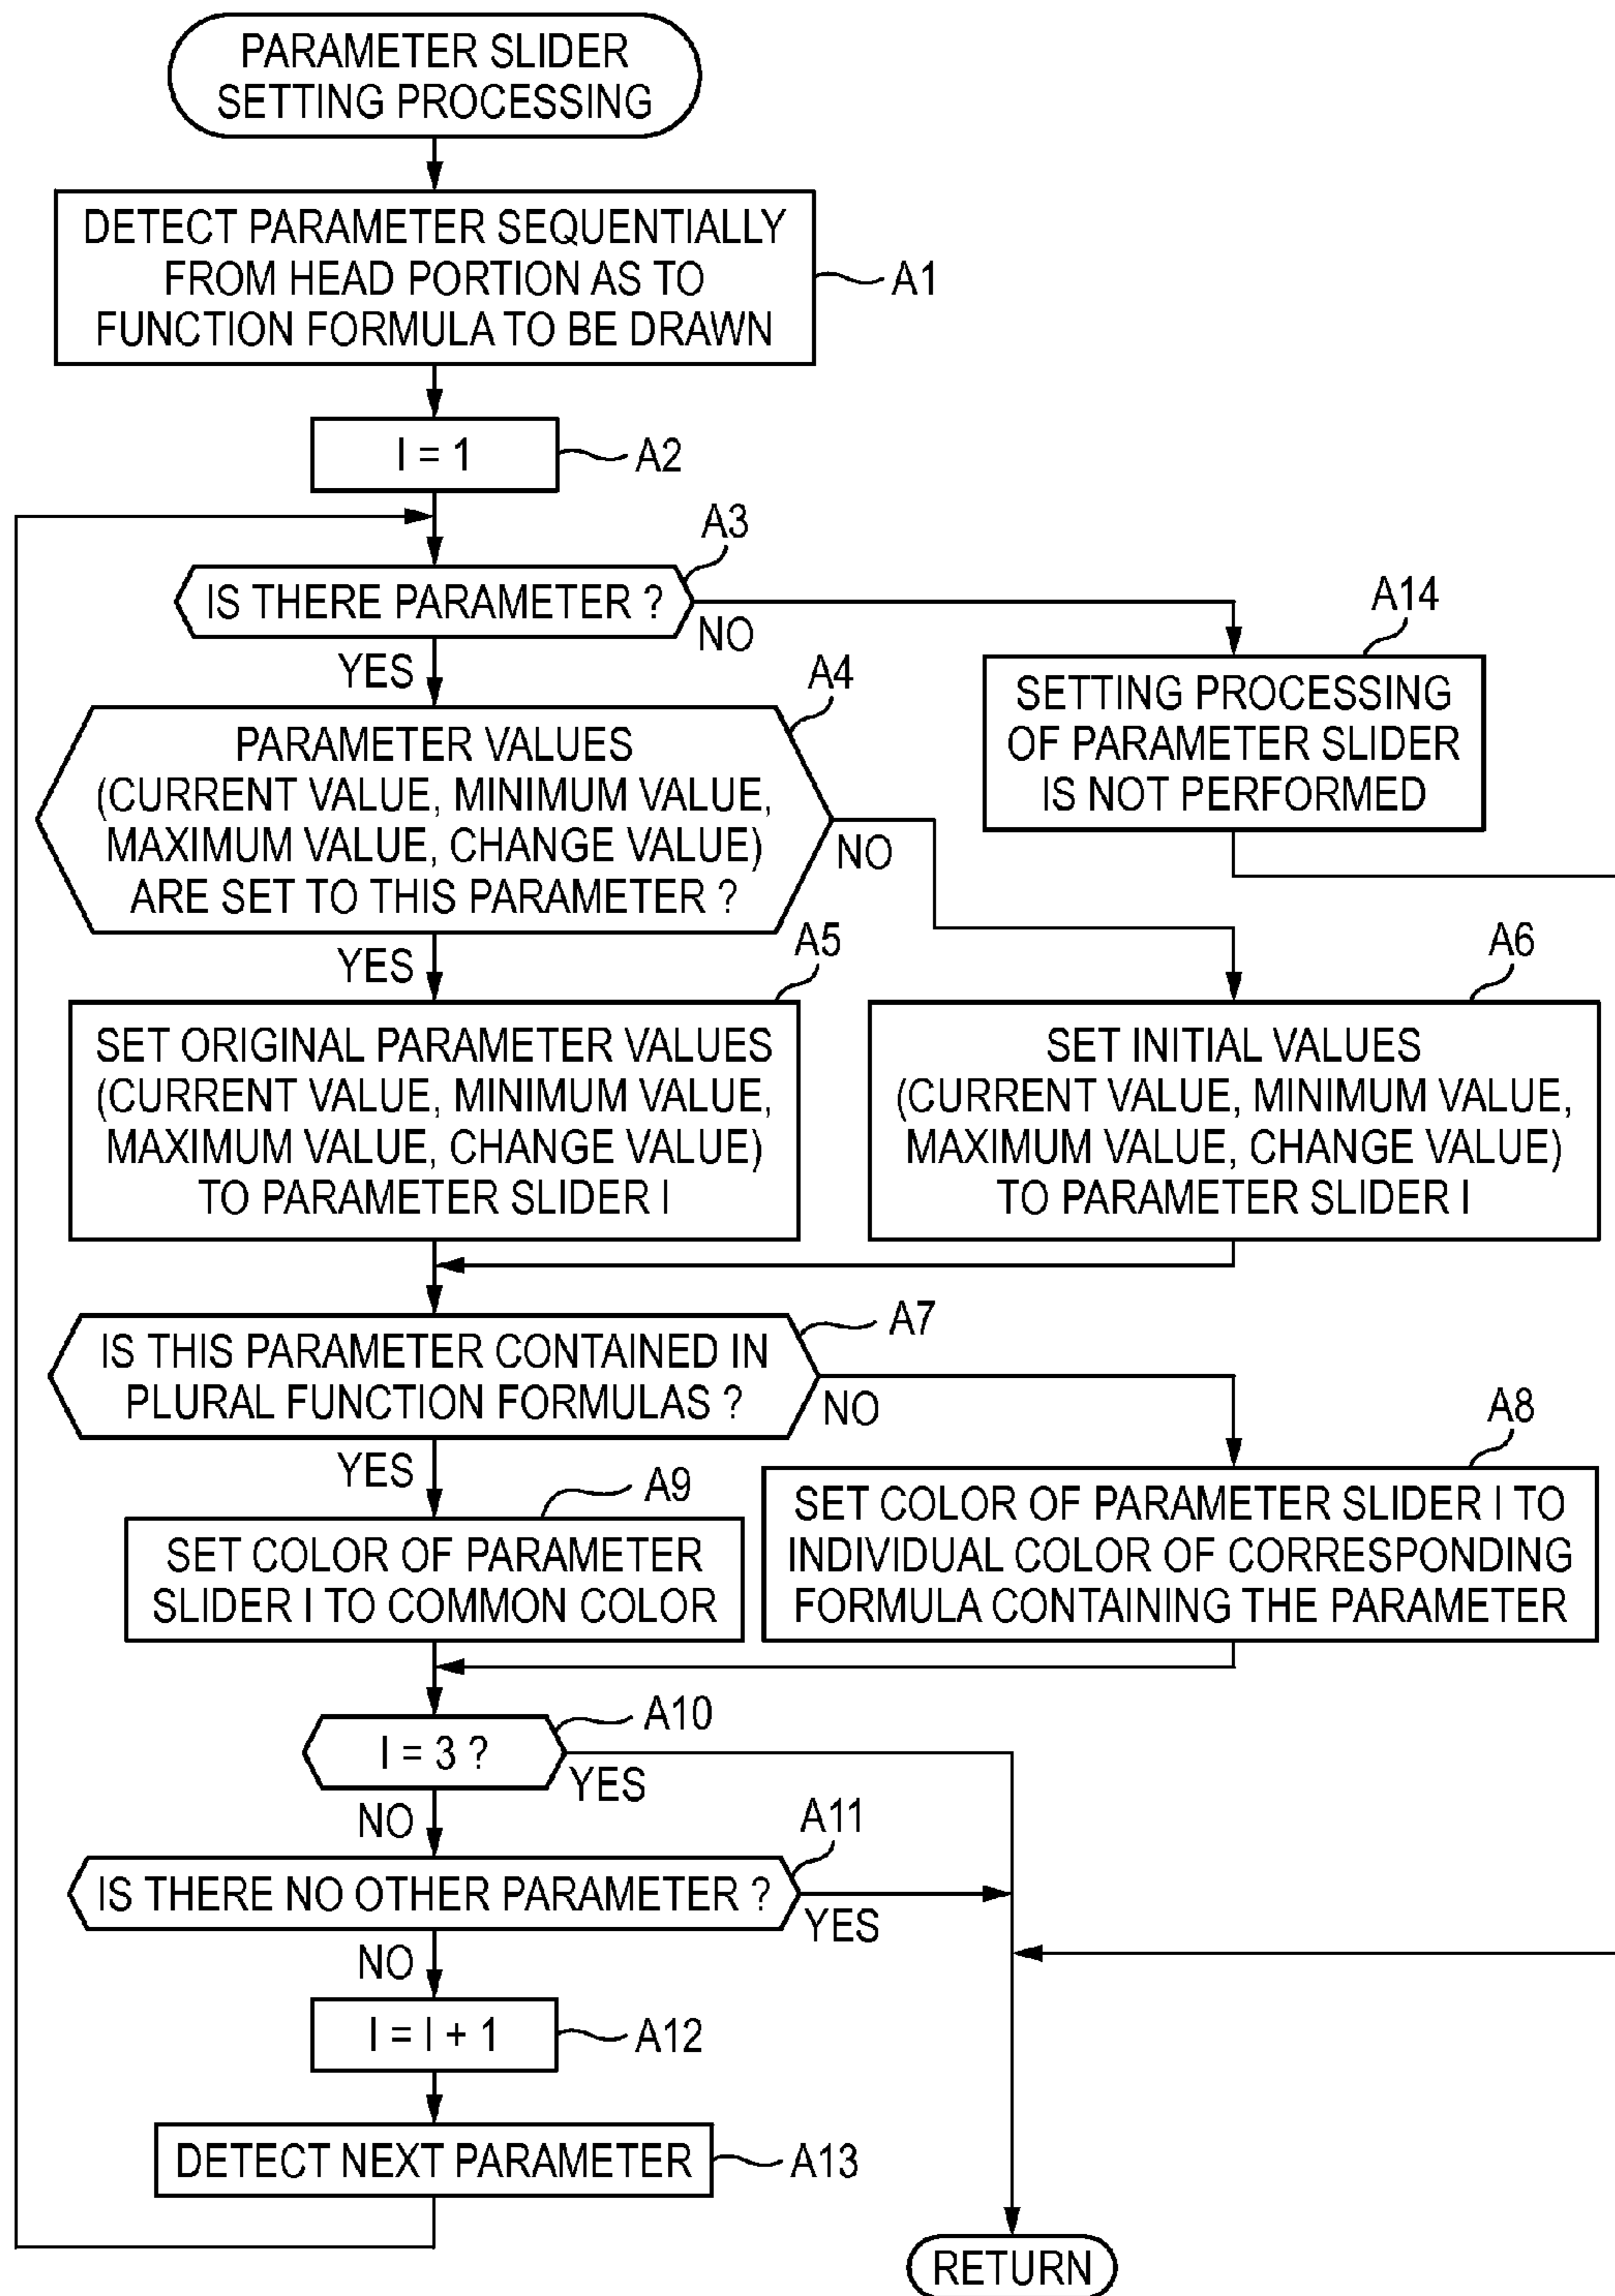 PARAMETER SLIDER
SETTING PROCESSING
DETECT PARAMETER SEQUENTIALLY
FROM HEAD PORTION AS TO
FUNCTION FORMULA TO BE DRAWN
A1
I = 1
A2
A3
IS THERE PARAMETER ?
NO
YES
A14
SETTING PROCESSING
OF PARAMETER SLIDER
IS NOT PERFORMED
A4
PARAMETER VALUES
(CURRENT VALUE, MINIMUM VALUE,
MAXIMUM VALUE, CHANGE VALUE)
ARE SET TO THIS PARAMETER ?
NO
YES
A5
SET ORIGINAL PARAMETER VALUES
(CURRENT VALUE, MINIMUM VALUE,
MAXIMUM VALUE, CHANGE VALUE)
TO PARAMETER SLIDER I
A6
SET INITIAL VALUES
(CURRENT VALUE, MINIMUM VALUE,
MAXIMUM VALUE, CHANGE VALUE)
TO PARAMETER SLIDER I
A7
IS THIS PARAMETER CONTAINED IN
PLURAL FUNCTION FORMULAS ?
NO
YES
A8
SET COLOR OF PARAMETER SLIDER I TO
INDIVIDUAL COLOR OF CORRESPONDING
FORMULA CONTAINING THE PARAMETER
A9
SET COLOR OF PARAMETER
SLIDER I TO COMMON COLOR
A10
I = 3 ?
YES
NO
A11
IS THERE NO OTHER PARAMETER ?
YES
NO
I = I + 1
A12
DETECT NEXT PARAMETER
A13
RETURN